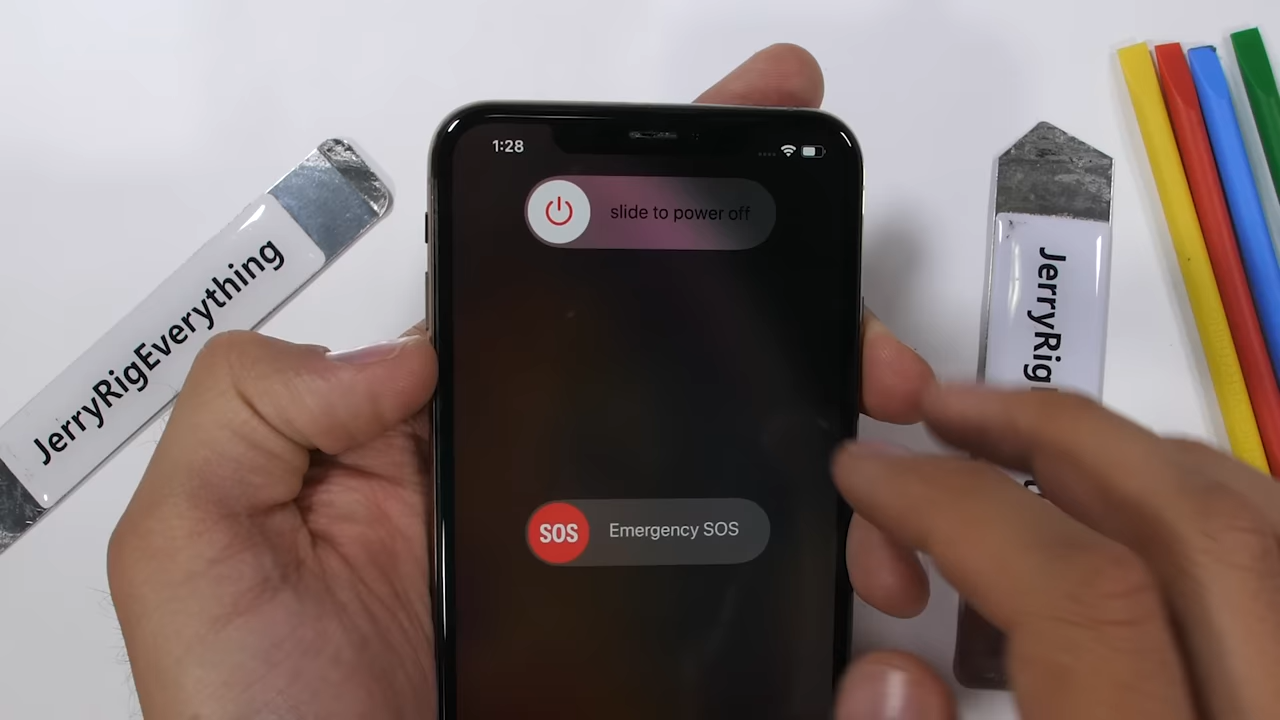 1:28
slide to power off
JerryRigEverything
JerryRig
SOS Emergency SOS